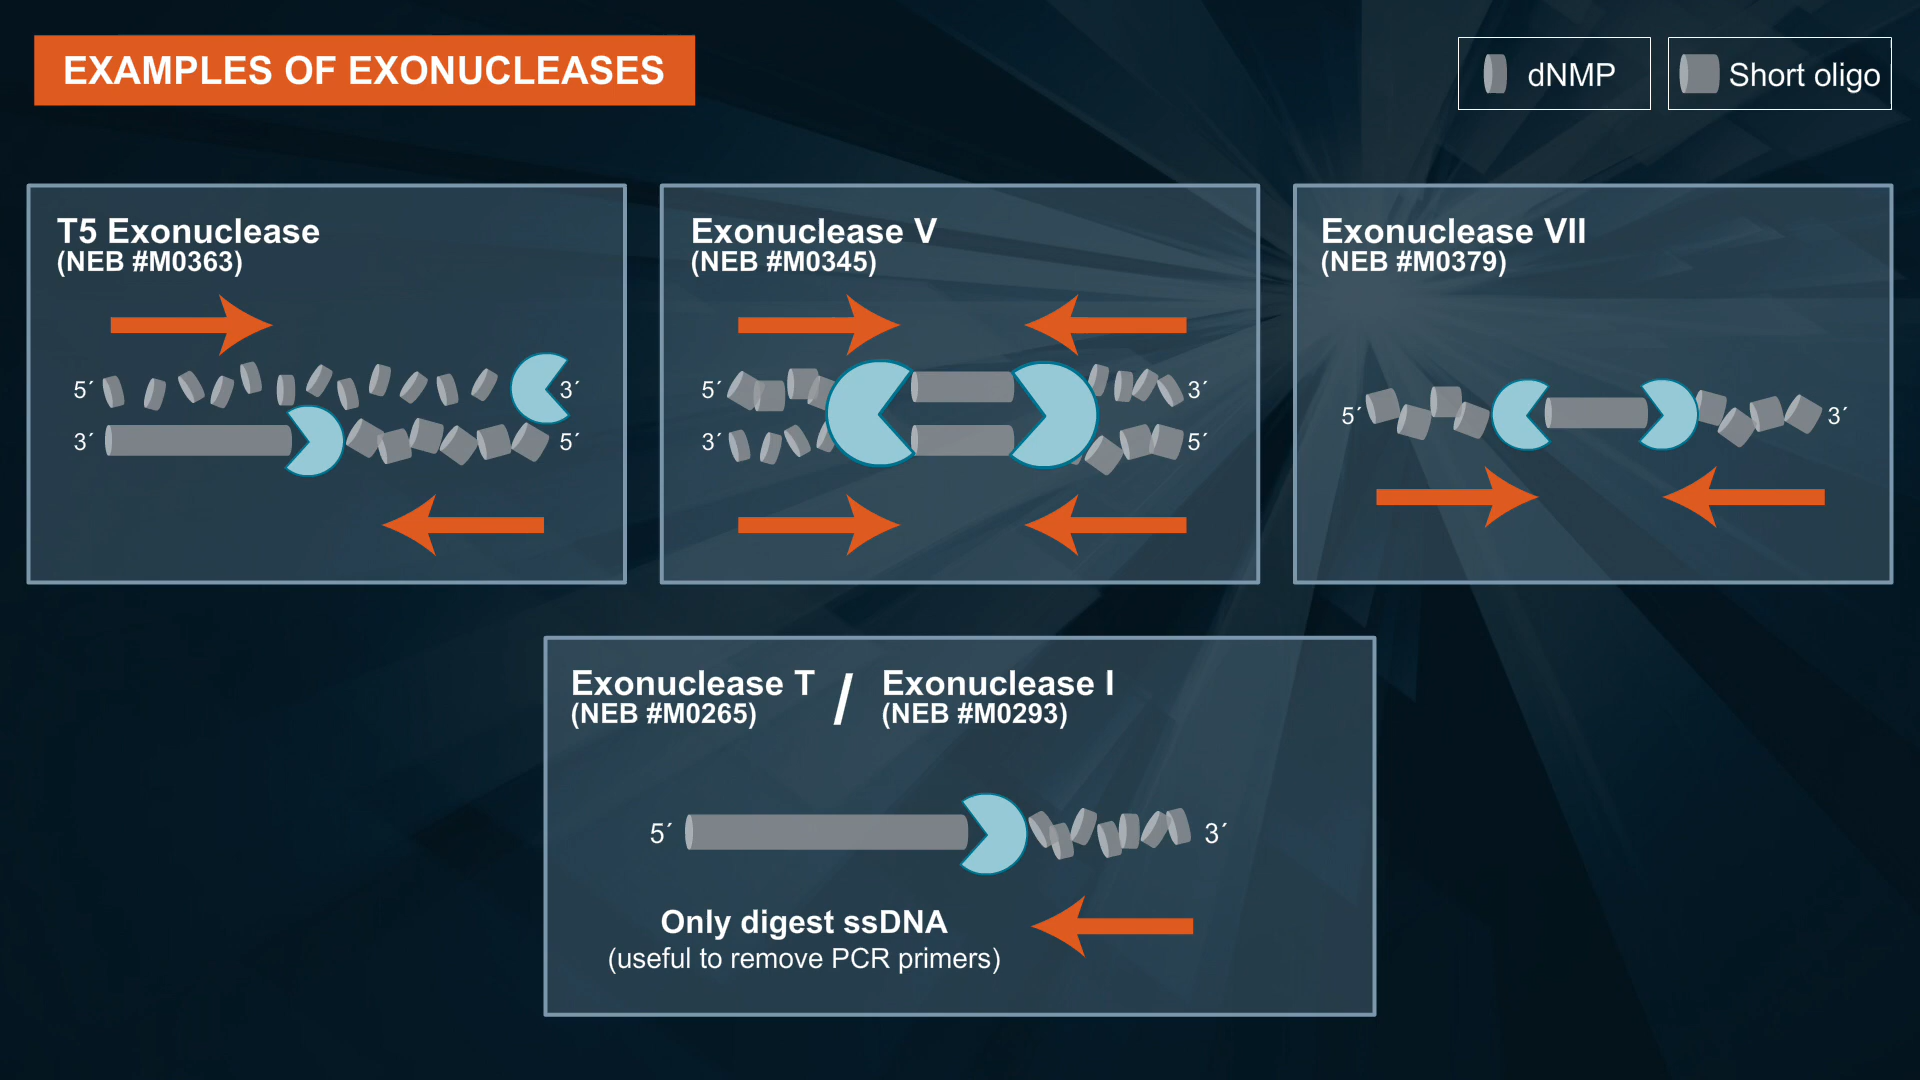 EXAMPLES OF EXONUCLEASES
dNMP
Short oligo
T5 Exonuclease
(NEB #M0363)
5´
3´
3´
5´
Exonuclease V
(NEB #M0345)
5´
3´
3´
5´
Exonuclease VII
(NEB #M0379)
5´
3´
Exonuclease T / Exonuclease I
(NEB #M0265) (NEB #M0293)
5´
3´
Only digest ssDNA
(useful to remove PCR primers)